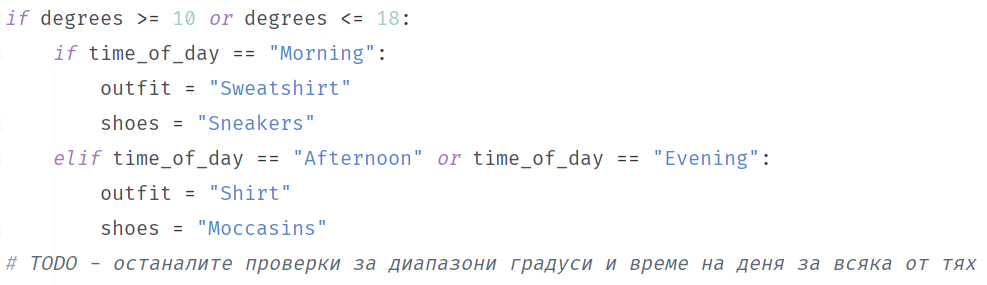 if degrees >= 10 or degrees <= 18:
    if time_of_day == "Morning":
        outfit = "Sweatshirt"
        shoes = "Sneakers"
    elif time_of_day == "Afternoon" or time_of_day == "Evening":
        outfit = "Shirt"
        shoes = "Moccasins"
# TODO – останалите проверки за диапазони градуси и време на деня за всяка от тях